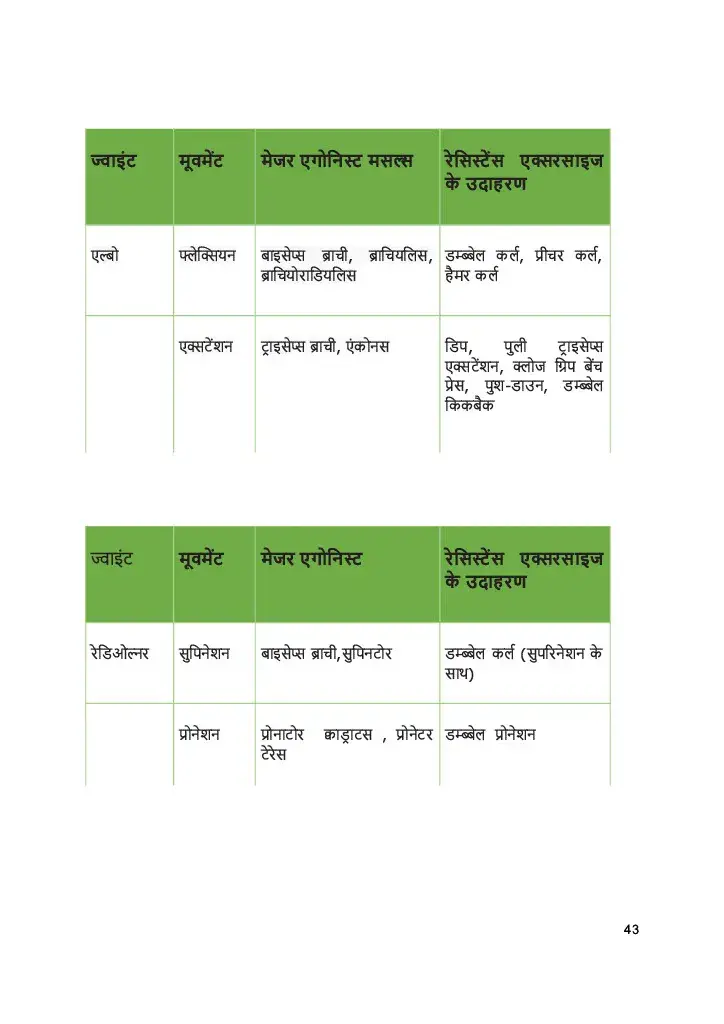 ज्वाइंट मूवमेंट मेजर एगोनिस्ट मसल्स रेसिस्टेंस एक्सरसाइज
के उदाहरण
एल्बो फ्लेक्सियन बाइसेप्स ब्राची, ब्राचियलिस, डम्ब्बेल कर्ल, प्रीचर कर्ल,
ब्राचियोराडियलिस हैमर कर्ल
एक्सटेंशन ट्राइसेप्स ब्राची, एंकोनस डिप, पुली ट्राइसेप्स
एक्सटेंशन, क्लोज ग्रिप बेंच
प्रेस, पुश-डाउन, डम्ब्बेल
किकबैक
ज्वाइंट मूवमेंट मेजर एगोनिस्ट रेसिस्टेंस एक्सरसाइज
के उदाहरण
रेडिओल्नर सुपिनेशन बाइसेप्स ब्राची,सुपिनटोर डम्ब्बेल कर्ल (सुपरिनेशन के
साथ)
प्रोनेशन प्रोनाटोर क्वाड्राटस , प्रोनेटर डम्ब्बेल प्रोनेशन
टेरेस
43